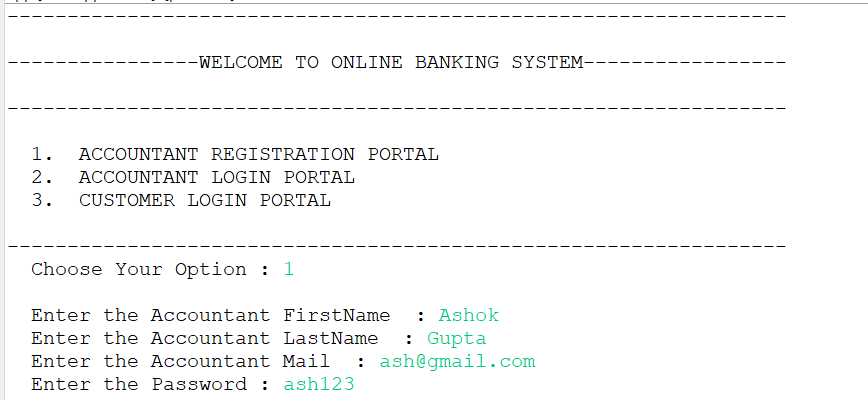 -----------------------------------------------------------------
----------------WELCOME TO ONLINE BANKING SYSTEM-----------------
-----------------------------------------------------------------
1.  ACCOUNTANT REGISTRATION PORTAL
2.  ACCOUNTANT LOGIN PORTAL
3.  CUSTOMER LOGIN PORTAL
-----------------------------------------------------------------
Choose Your Option : 1
Enter the Accountant FirstName  : Ashok
Enter the Accountant LastName  : Gupta
Enter the Accountant Mail  : ash@gmail.com
Enter the Password : ash123